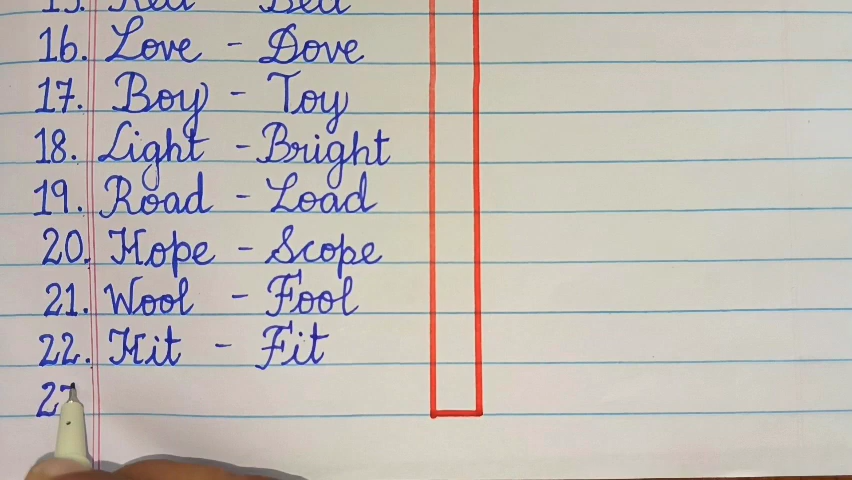 16. Love - Dove
17. Boy - Toy
18. Light - Bright
19. Road - Load
20. Hope - Scope
21. Wool - Fool
22. Hit - Fit